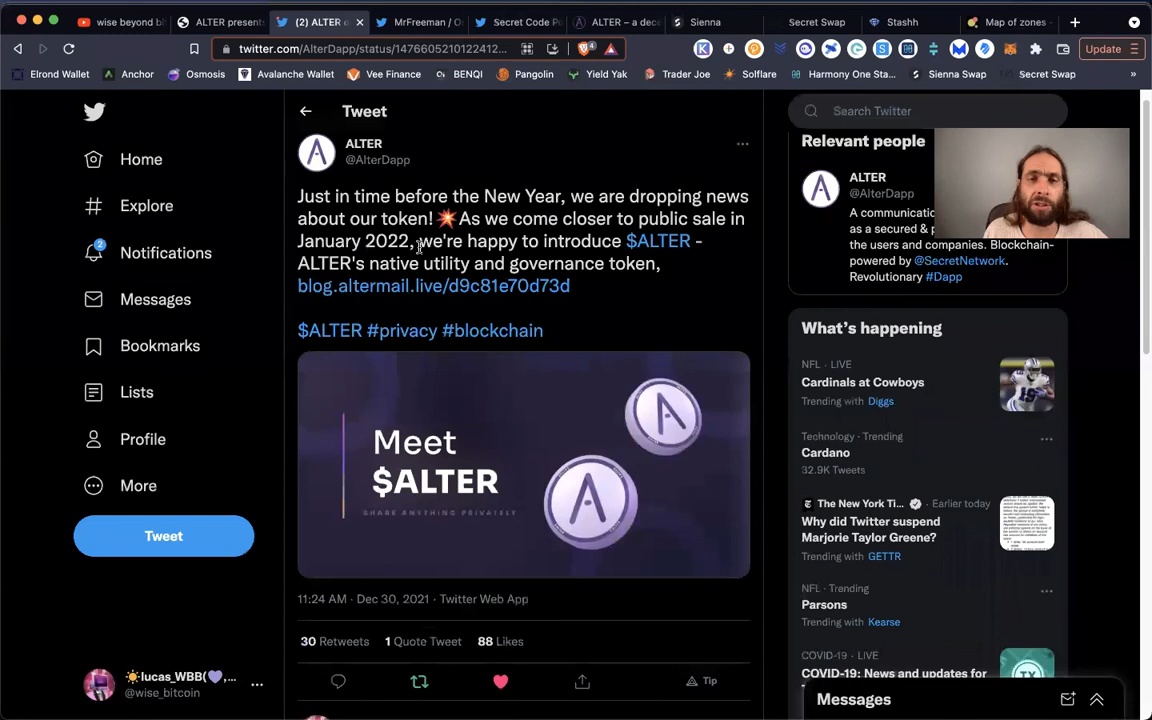 wise beyond bit
ALTER present
(2) ALTER
MrFreeman / O
Secret Code P
ALTER – a dec
Sienna
Secret Swap
Stashh
Map of zones
twitter.com/AlterDapp/status/1476605210122412...
4
Update
Elrond Wallet
Anchor
Osmosis
Avalanche Wallet
Vee Finance
BENQI
Pangolin
Yield Yak
Trader Joe
Solflare
Harmony One Sta...
Sienna Swap
Secret Swap
»
Home
Explore
2
Notifications
Messages
Bookmarks
Lists
Profile
More
Tweet
☀️lucas_WBB(💜,...
@wise_bitcoin
Tweet
ALTER
@AlterDapp
Just in time before the New Year, we are dropping news
about our token!💥As we come closer to public sale in
January 2022, we're happy to introduce $ALTER -
ALTER's native utility and governance token,
blog.altermail.live/d9c81e70d73d
$ALTER #privacy #blockchain
Meet
$ALTER
SHARE ANYTHING PRIVATELY
11:24 AM · Dec 30, 2021 · Twitter Web App
30 Retweets 1 Quote Tweet 88 Likes
Tip
Search Twitter
Relevant people
ALTER
@AlterDapp
A communicatio
as a secured & p
the users and companies. Blockchain-
powered by @SecretNetwork.
Revolutionary #Dapp
What's happening
NFL · LIVE
Cardinals at Cowboys
Trending with Diggs
Technology · Trending
Cardano
32.9K Tweets
The New York Ti... Earlier today
Why did Twitter suspend
Marjorie Taylor Greene?
Trending with GETTR
NFL · Trending
Parsons
Trending with Kearse
COVID-19 · LIVE
COVID-19: News and updates for
Messages